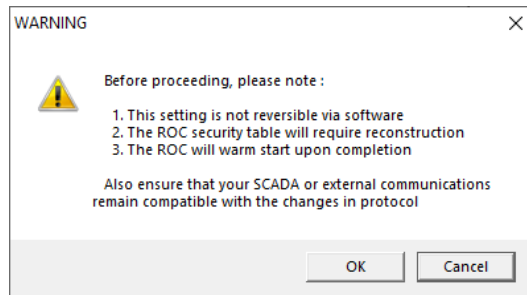 WARNING
Before proceeding, please note :
1. This setting is not reversible via software
2. The ROC security table will require reconstruction
3. The ROC will warm start upon completion
Also ensure that your SCADA or external communications
remain compatible with the changes in protocol
OK
Cancel